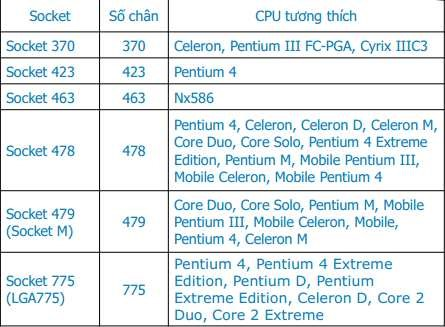 Socket Số chân CPU tương thích
Socket 370 370 Celeron, Pentium III FC-PGA, Cyrix IIIC3
Socket 423 423 Pentium 4
Socket 463 463 Nx586
Socket 478 478 Pentium 4, Celeron, Celeron D, Celeron M,
Core Duo, Core Solo, Pentium 4 Extreme
Edition, Pentium M, Mobile Pentium III,
Mobile Celeron, Mobile Pentium 4
Socket 479
(Socket M) 479 Core Duo, Core Solo, Pentium M, Mobile
Pentium III, Mobile Celeron, Mobile,
Pentium 4, Celeron M
Socket 775
(LGA775) 775 Pentium 4, Pentium 4 Extreme
Edition, Pentium D, Pentium
Extreme Edition, Celeron D, Core 2
Duo, Core 2 Extreme